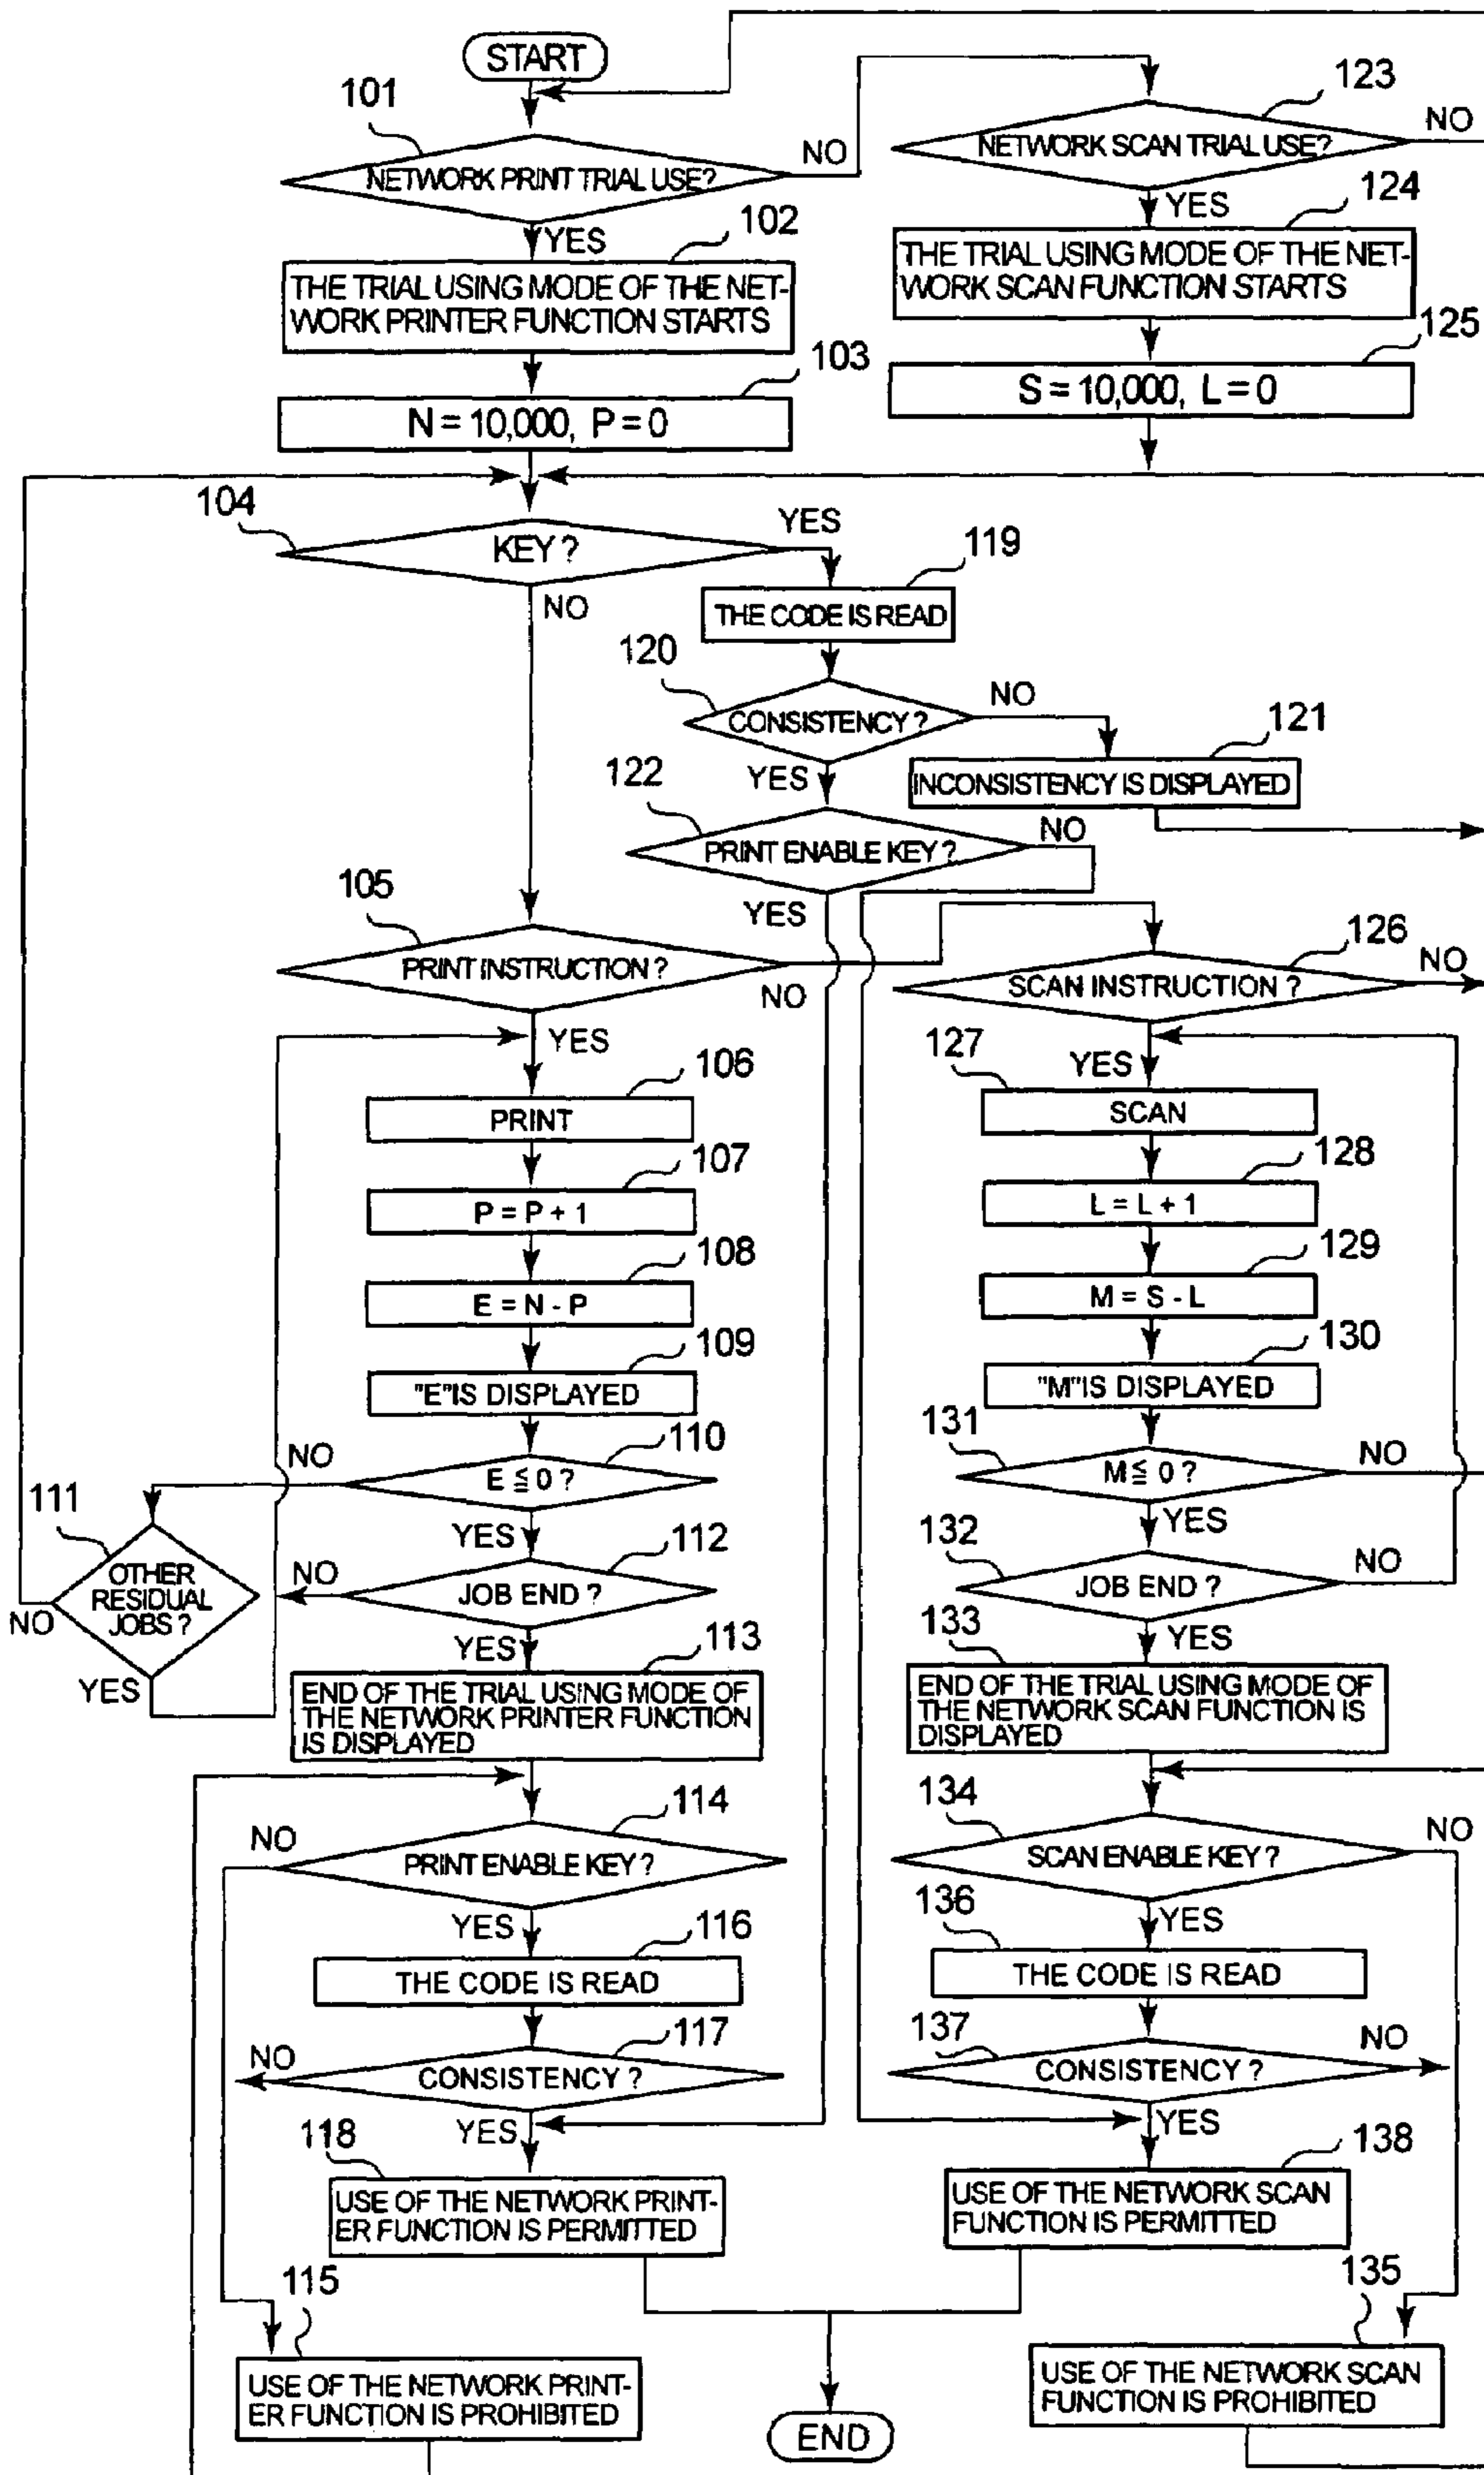 START
101
NETWORK PRINT TRIAL USE?
NO
YES
102
THE TRIAL USING MODE OF THE NET-
WORK PRINTER FUNCTION STARTS
103
N = 10,000, P = 0
123
NETWORK SCAN TRIAL USE?
NO
YES
124
THE TRIAL USING MODE OF THE NET-
WORK SCAN FUNCTION STARTS
125
S = 10,000, L = 0
104
KEY ?
YES
NO
119
THE CODE IS READ
120
CONSISTENCY ?
NO
YES
121
INCONSISTENCY IS DISPLAYED
122
PRINT ENABLE KEY ?
NO
YES
105
PRINT INSTRUCTION ?
NO
YES
126
SCAN INSTRUCTION ?
NO
YES
106
PRINT
107
P = P + 1
108
E = N - P
109
"E"IS DISPLAYED
110
E ≦ 0 ?
NO
YES
111
OTHER
RESIDUAL
JOBS ?
NO
YES
112
JOB END ?
NO
YES
113
END OF THE TRIAL USING MODE OF
THE NETWORK PRINTER FUNCTION
IS DISPLAYED
114
PRINT ENABLE KEY ?
NO
YES
116
THE CODE IS READ
117
CONSISTENCY ?
NO
YES
118
USE OF THE NETWORK PRINT-
ER FUNCTION IS PERMITTED
115
USE OF THE NETWORK PRINT-
ER FUNCTION IS PROHIBITED
127
SCAN
128
L = L + 1
129
M = S - L
130
"M"IS DISPLAYED
131
M ≦ 0 ?
NO
YES
132
JOB END ?
NO
YES
133
END OF THE TRIAL USING MODE OF
THE NETWORK SCAN FUNCTION IS
DISPLAYED
134
SCAN ENABLE KEY ?
NO
YES
136
THE CODE IS READ
137
CONSISTENCY ?
NO
YES
138
USE OF THE NETWORK SCAN
FUNCTION IS PERMITTED
135
USE OF THE NETWORK SCAN
FUNCTION IS PROHIBITED
END